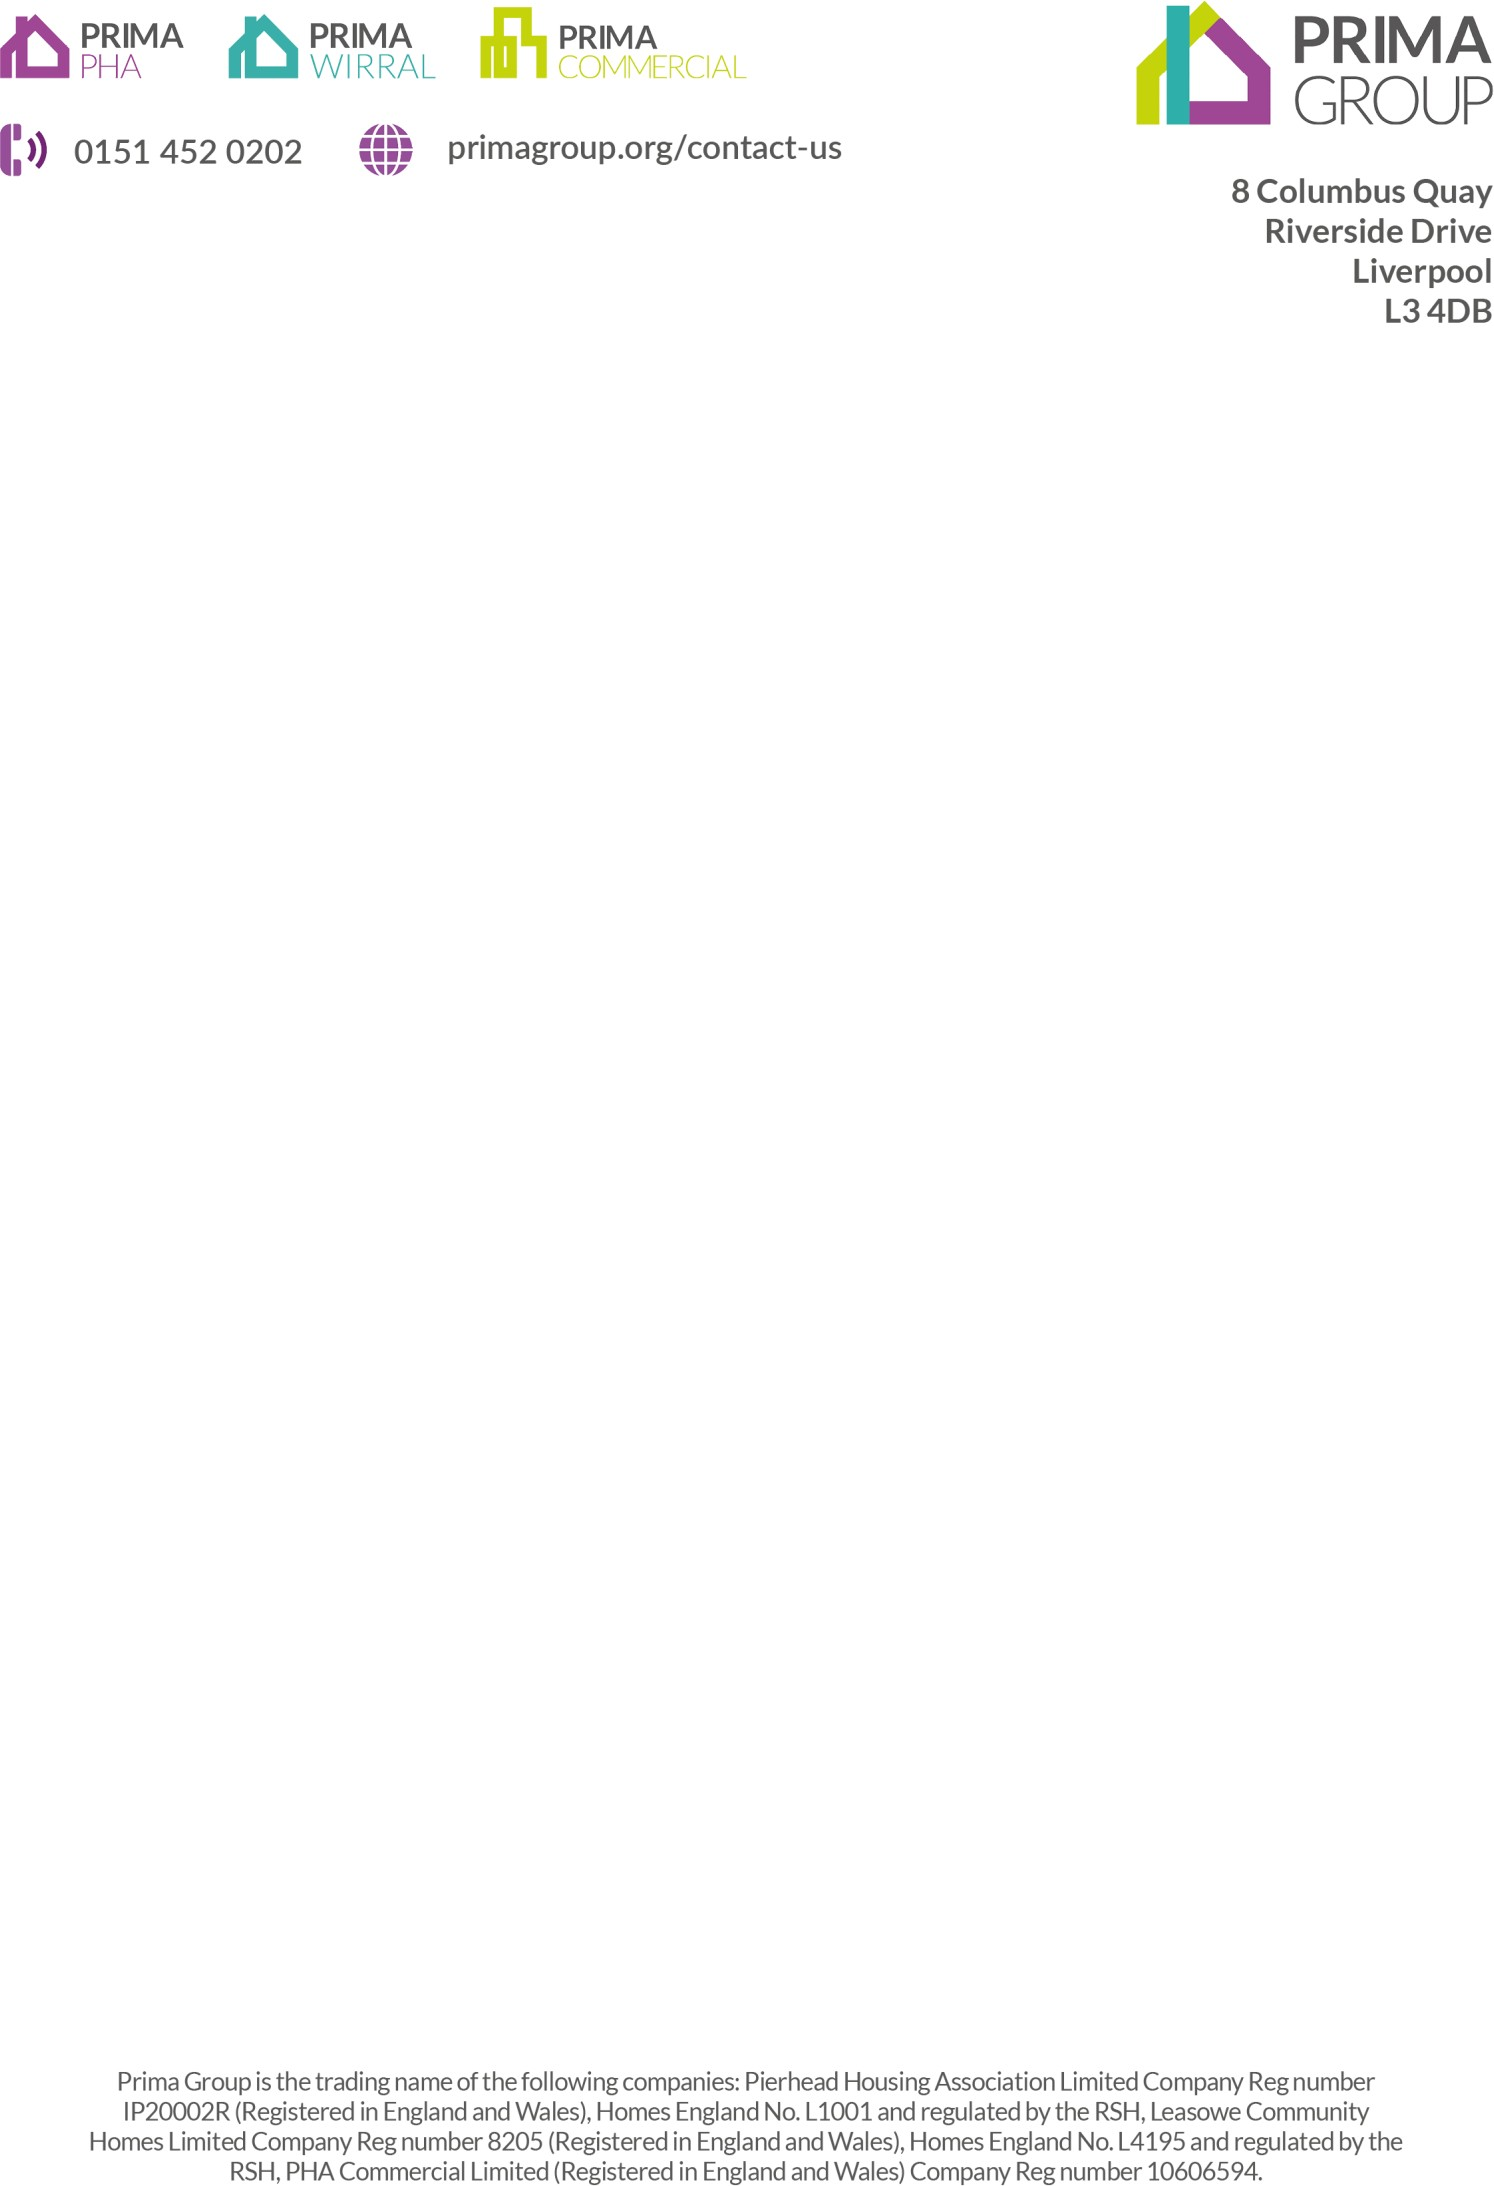 PRIMA
PHA
PRIMA
WIRRAL
PRIMA
COMMERCIAL
PRIMA
GROUP
0151 452 0202
primagroup.org/contact-us
8 Columbus Quay
Riverside Drive
Liverpool
L3 4DB
Prima Group is the trading name of the following companies: Pierhead Housing Association Limited Company Reg number
IP20002R (Registered in England and Wales), Homes England No. L1001 and regulated by the RSH, Leasowe Community
Homes Limited Company Reg number 8205 (Registered in England and Wales), Homes England No. L4195 and regulated by the
RSH, PHA Commercial Limited (Registered in England and Wales) Company Reg number 10606594.